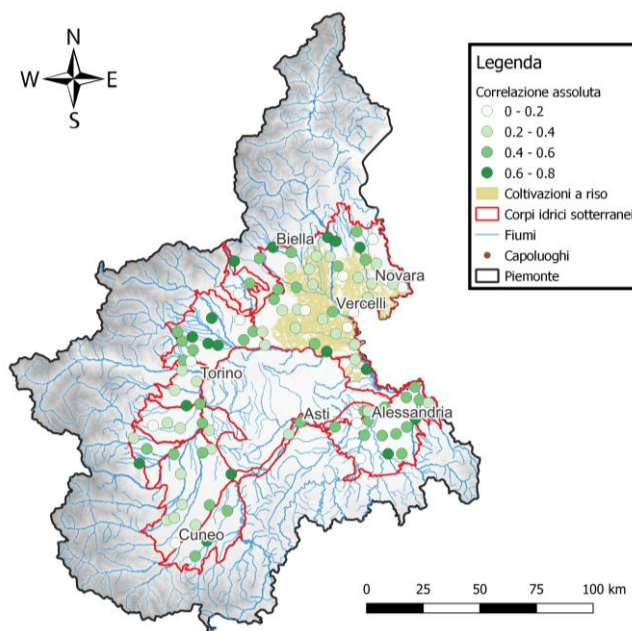 N
W E
S
Legenda
Correlazione assoluta
0 - 0.2
0.2 - 0.4
0.4 - 0.6
0.6 - 0.8
Coltivazioni a riso
Corpi idrici sotterranei
Fiumi
Capoluoghi
Piemonte
Biella
Novara
Vercelli
Torino
Asti
Alessandria
Cuneo
0 25 50 75 100 km